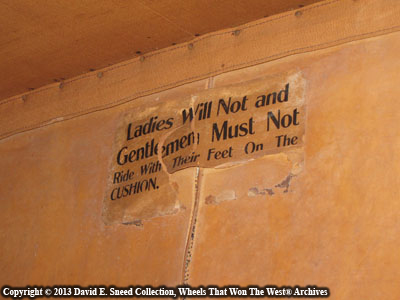 Ladies Will Not and
Gentlemen Must Not
Ride With Their Feet On The
CUSHION.
Copyright © 2013 David E. Sneed Collection, Wheels That Won The West® Archives